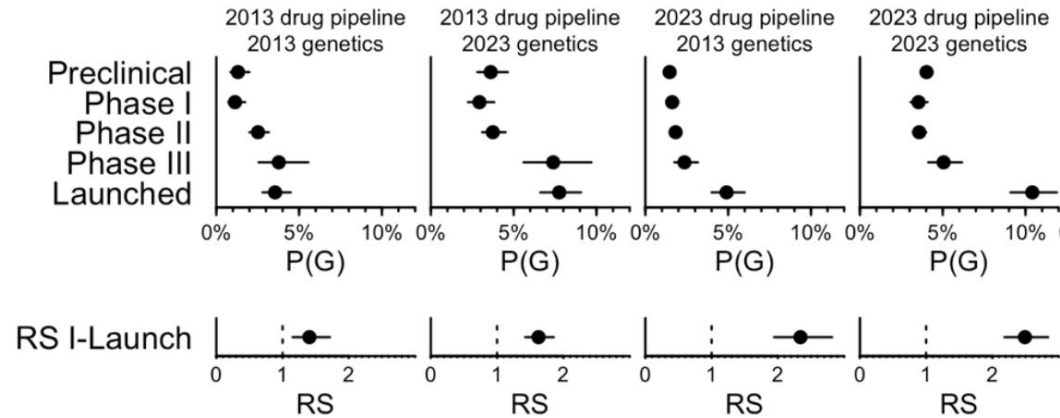 2013 drug pipeline
2013 genetics
2013 drug pipeline
2023 genetics
2023 drug pipeline
2013 genetics
2023 drug pipeline
2023 genetics
Preclinical
Phase I
Phase II
Phase III
Launched
0% 5% 10% 0% 5% 10% 0% 5% 10% 0% 5% 10%
P(G) P(G) P(G) P(G)
RS I-Launch
0 1 2 0 1 2 0 1 2 0 1 2
RS RS RS RS